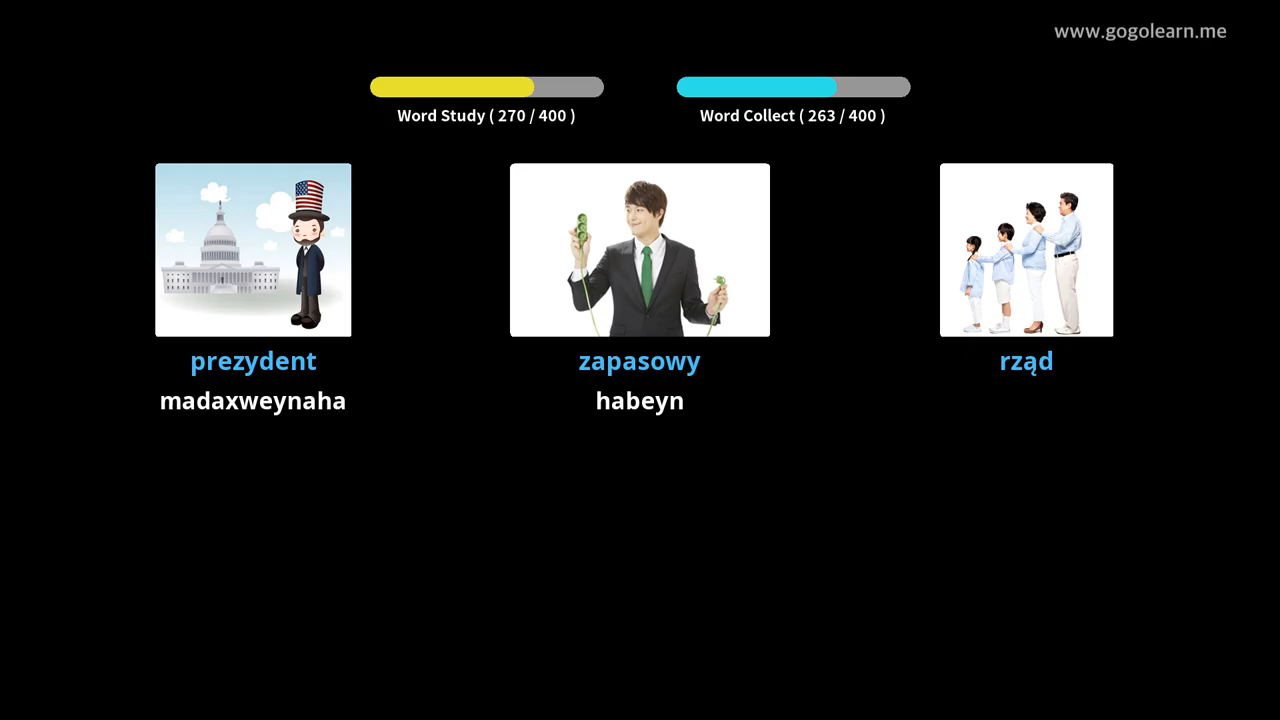 www.gogolearn.me
Word Study ( 270 / 400 )
Word Collect ( 263 / 400 )
prezydent
madaxweynaha
zapasowy
habeyn
rząd